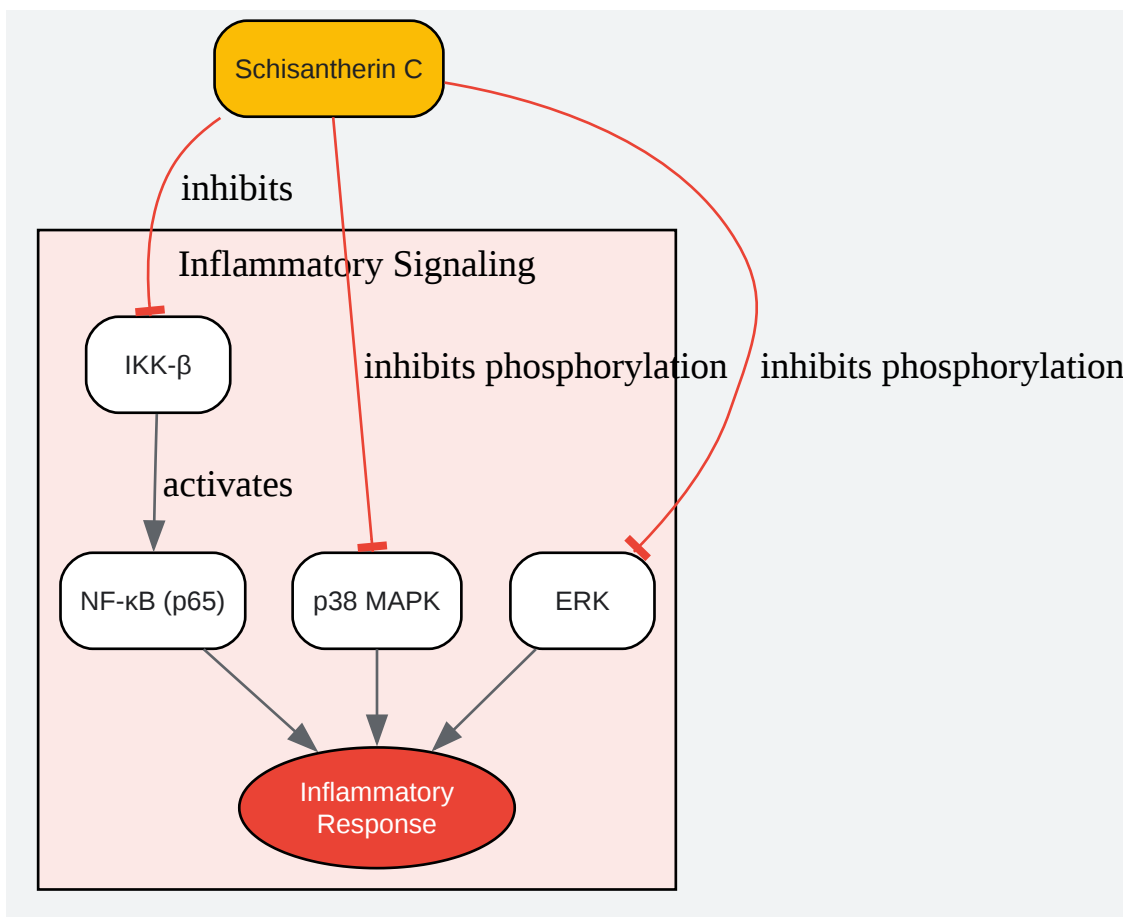 Schisantherin C
inhibits
Inflammatory Signaling
IKK-β
inhibits phosphorylation
inhibits phosphorylation
activates
NF-κB (p65)
p38 MAPK
ERK
Inflammatory
Response